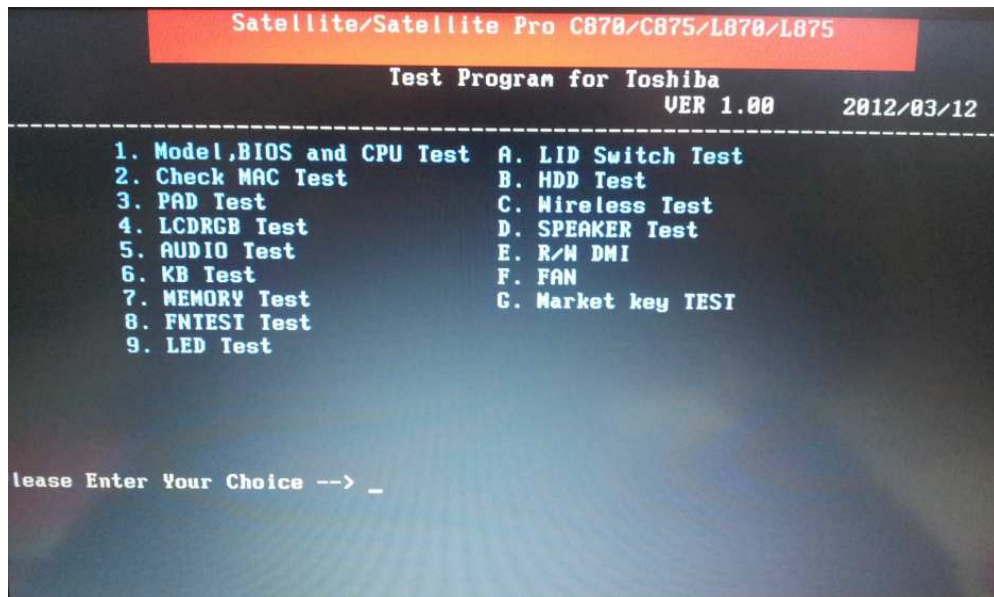 Satellite/Satellite Pro C870/C875/L870/L875
Test Program for Toshiba
VER 1.00 2012/03/12
1. Model,BIOS and CPU Test A. LID Switch Test
2. Check MAC Test B. HDD Test
3. PAD Test C. Wireless Test
4. LCDRGB Test D. SPEAKER Test
5. AUDIO Test E. R/W DMI
6. KB Test F. FAN
7. MEMORY Test G. Market key TEST
8. FNTEST Test
9. LED Test
lease Enter Your Choice --> _